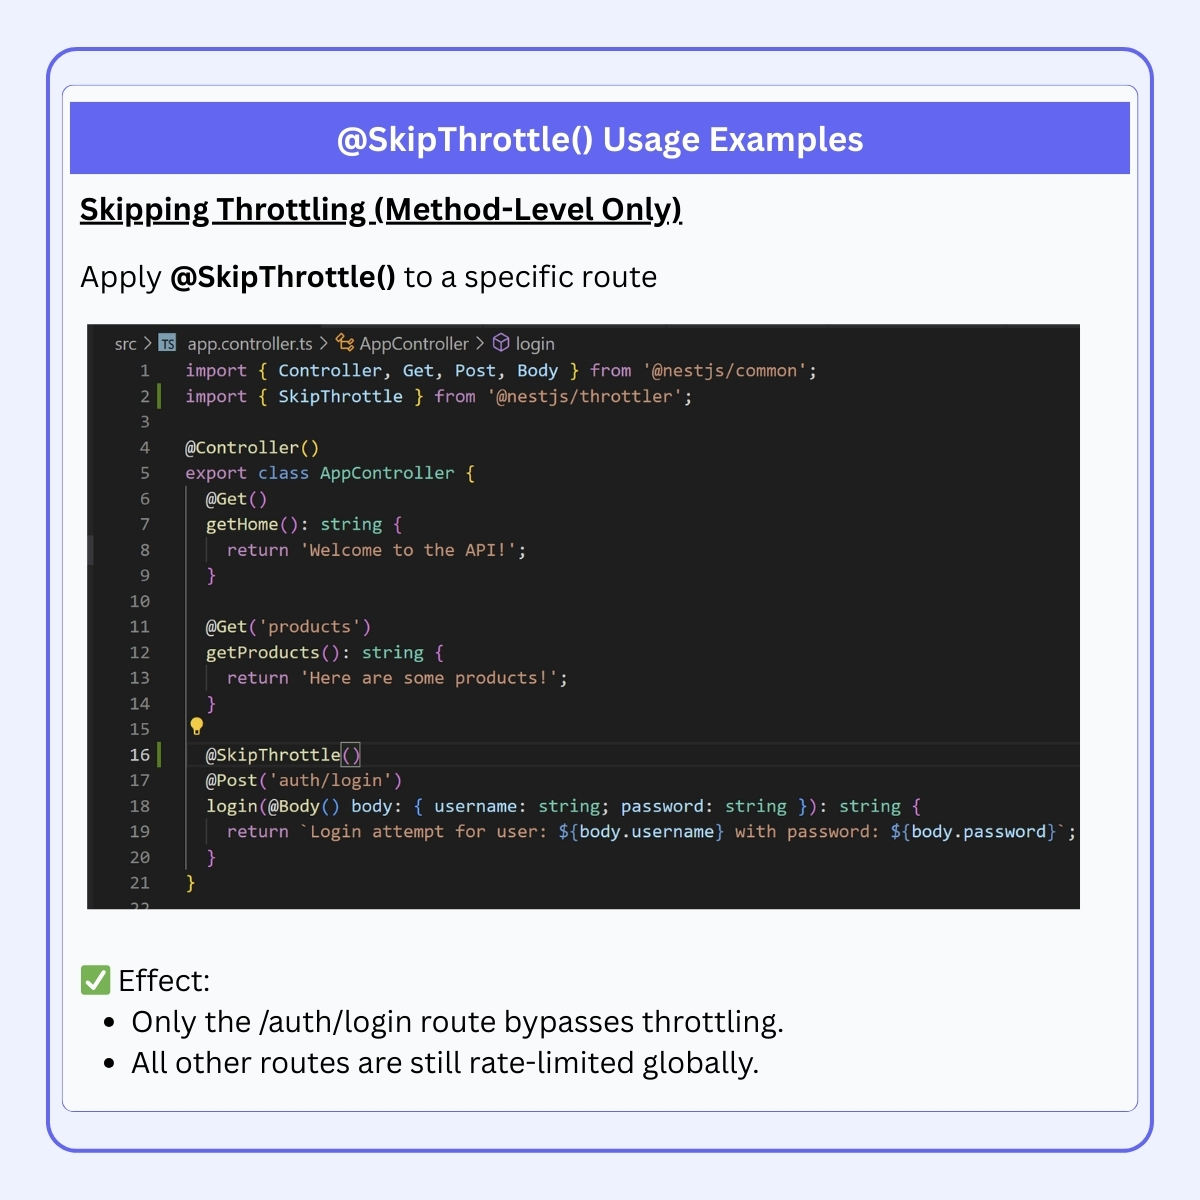 @SkipThrottle() Usage Examples
Skipping Throttling (Method-Level Only)
Apply @SkipThrottle() to a specific route
src > TS app.controller.ts > AppController > login
1 import { Controller, Get, Post, Body } from '@nestjs/common';
2 import { SkipThrottle } from '@nestjs/throttler';
3
4 @Controller()
5 export class AppController {
6 @Get()
7 getHome(): string {
8 return 'Welcome to the API!';
9 }
10
11 @Get('products')
12 getProducts(): string {
13 return 'Here are some products!';
14 }
15
16 @SkipThrottle()
17 @Post('auth/login')
18 login(@Body() body: { username: string; password: string }): string {
19 return `Login attempt for user: ${body.username} with password: ${body.password}`;
20 }
21 }
22
✅ Effect:
• Only the /auth/login route bypasses throttling.
• All other routes are still rate-limited globally.